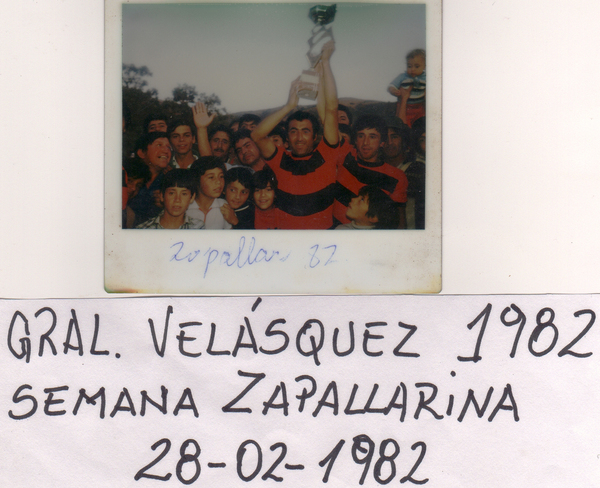 Zapallar 82
GRAL. VELÁSQUEZ 1982
SEMANA ZAPALLARINA
28-02-1982